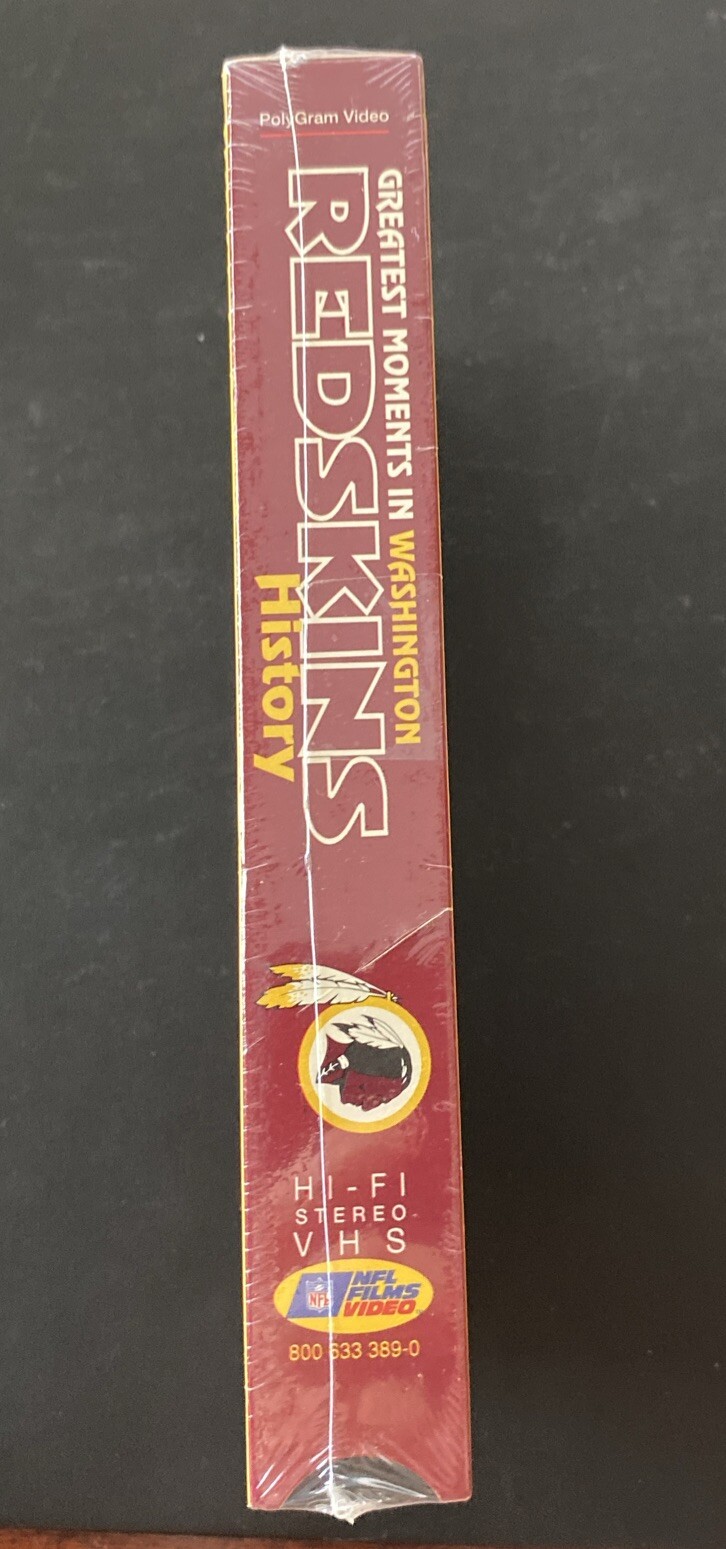 PolyGram Video
GREATEST MOMENTS IN WASHINGTON
REDSKINS
History
HI-FI
STEREO
VHS
NFL
NFL
FILMS
VIDEO
800 633 389-0